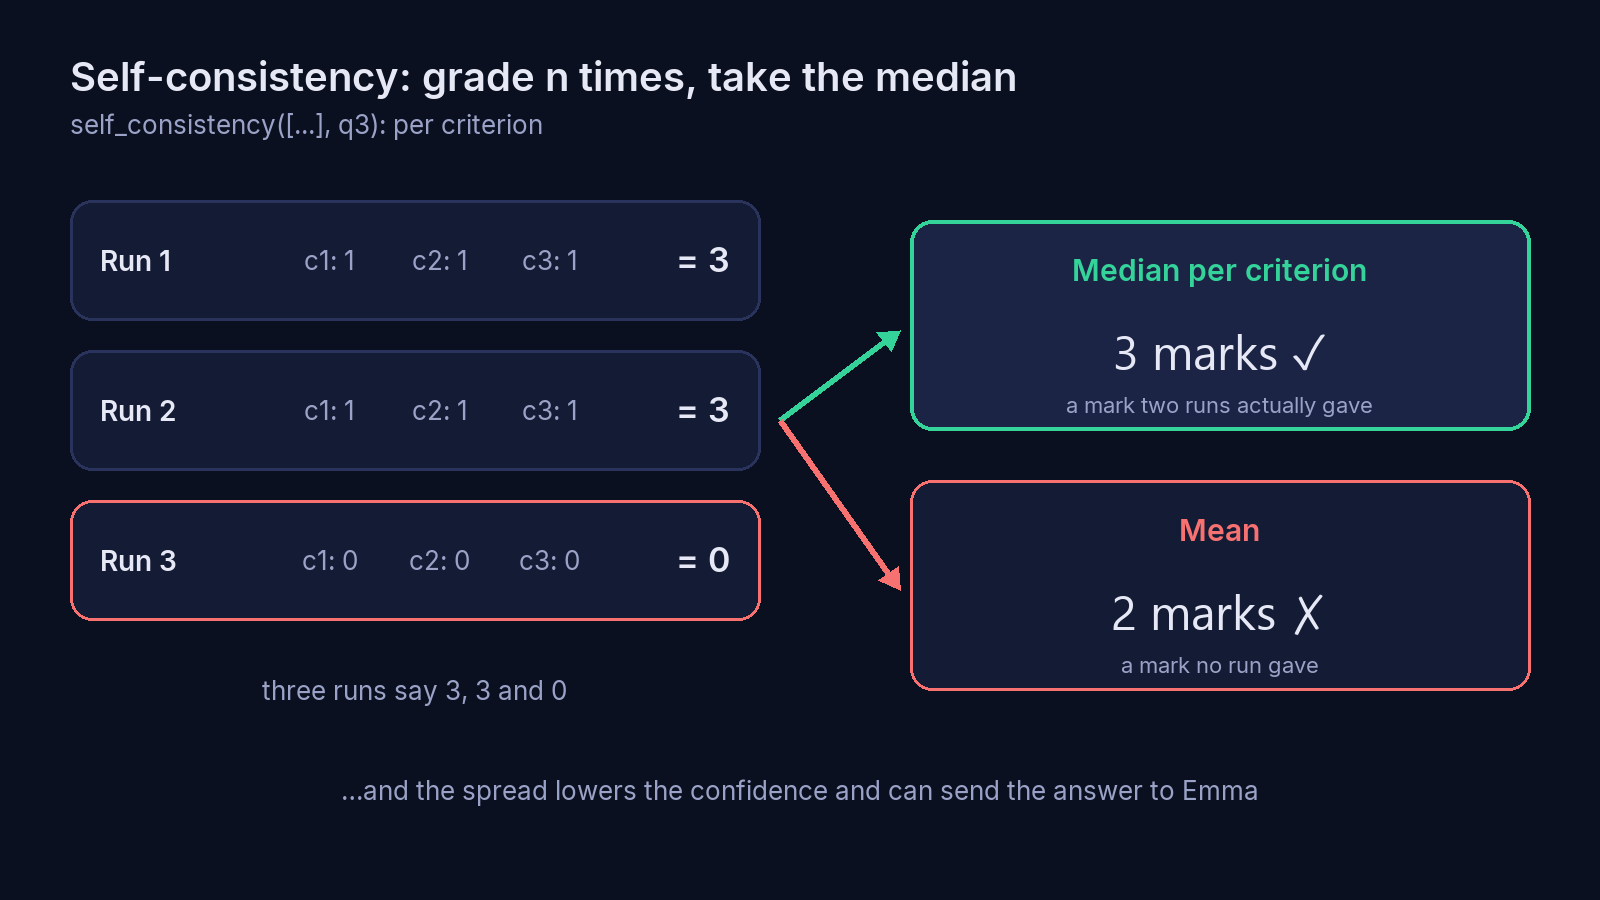 Self-consistency: grade n times, take the median
self_consistency([...], q3): per criterion
Run 1 c1: 1 c2: 1 c3: 1 = 3
Run 2 c1: 1 c2: 1 c3: 1 = 3
Run 3 c1: 0 c2: 0 c3: 0 = 0
three runs say 3, 3 and 0
Median per criterion
3 marks ✓
a mark two runs actually gave
Mean
2 marks ✗
a mark no run gave
...and the spread lowers the confidence and can send the answer to Emma